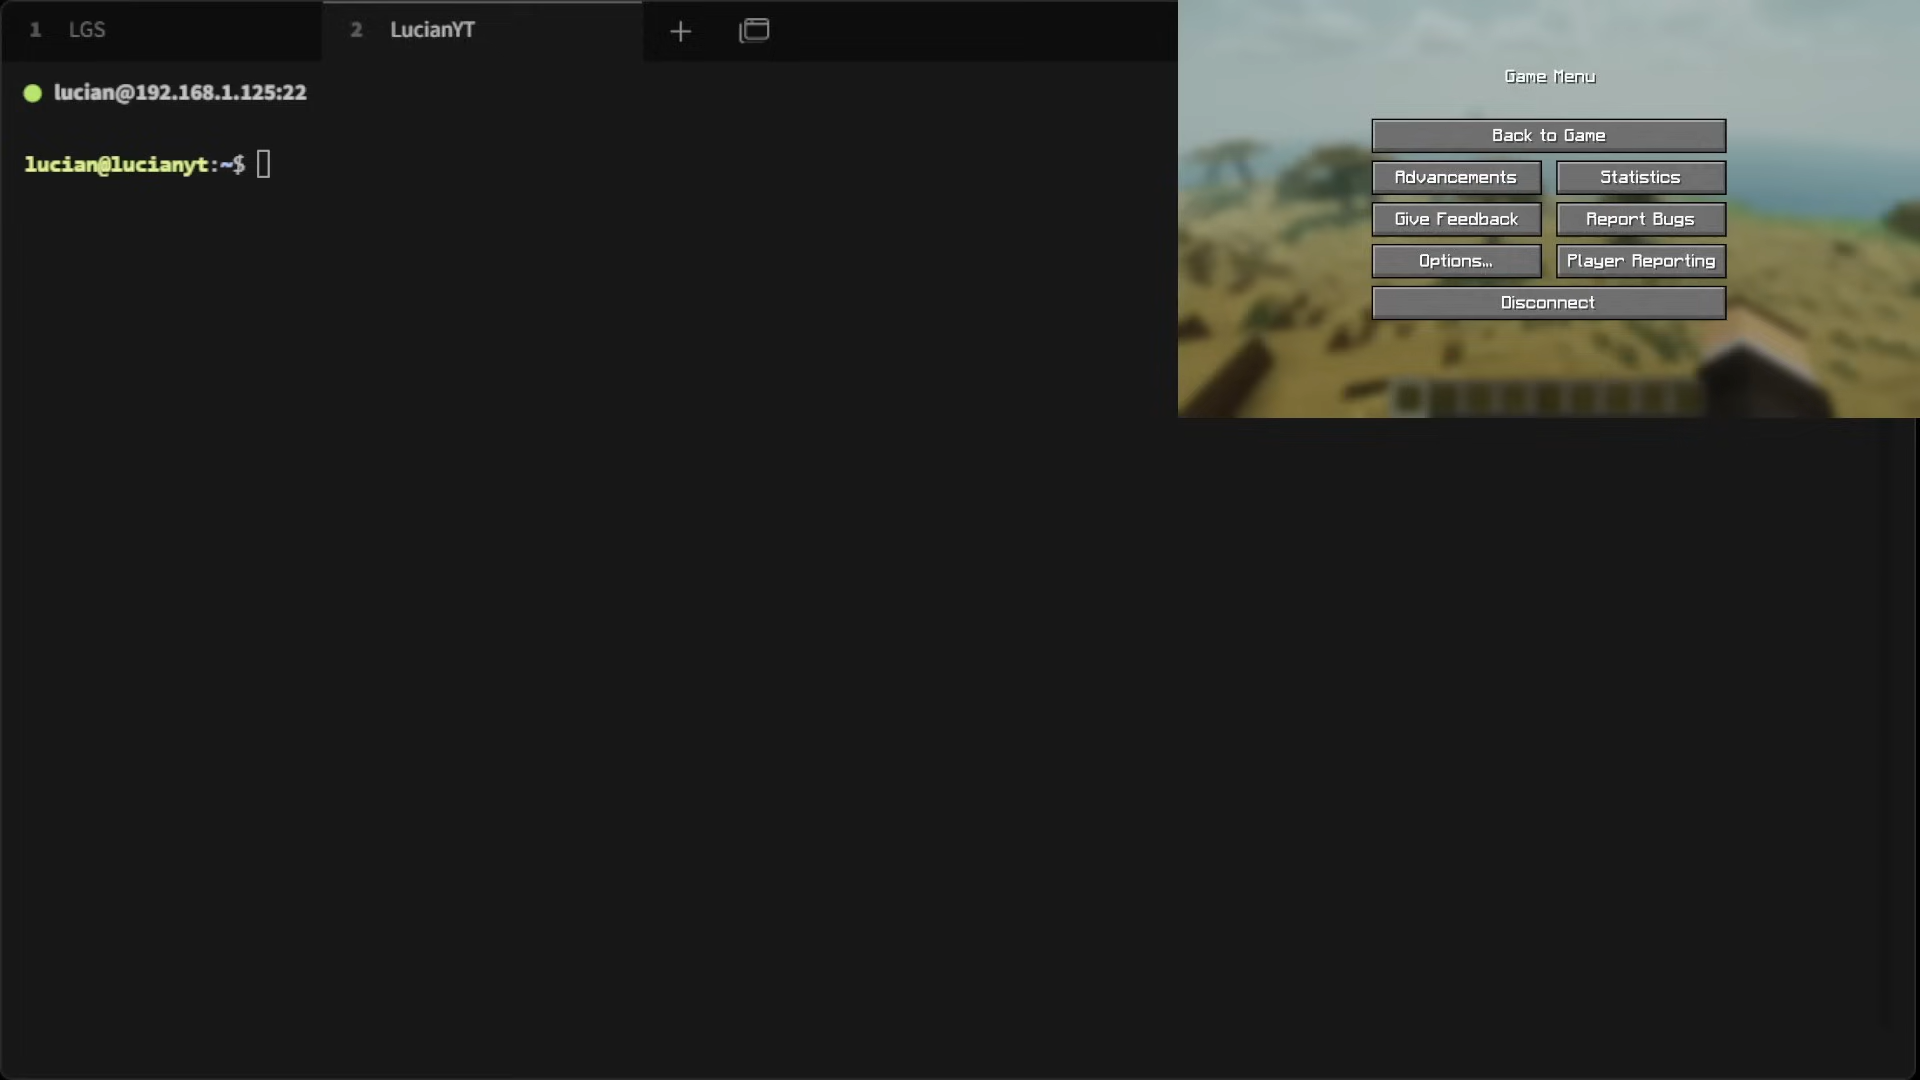 1 LGS
2 LucianYT
lucian@192.168.1.125:22
lucian@lucianyt:~$
Game Menu
Back to Game
Advancements
Statistics
Give Feedback
Report Bugs
Options...
Player Reporting
Disconnect